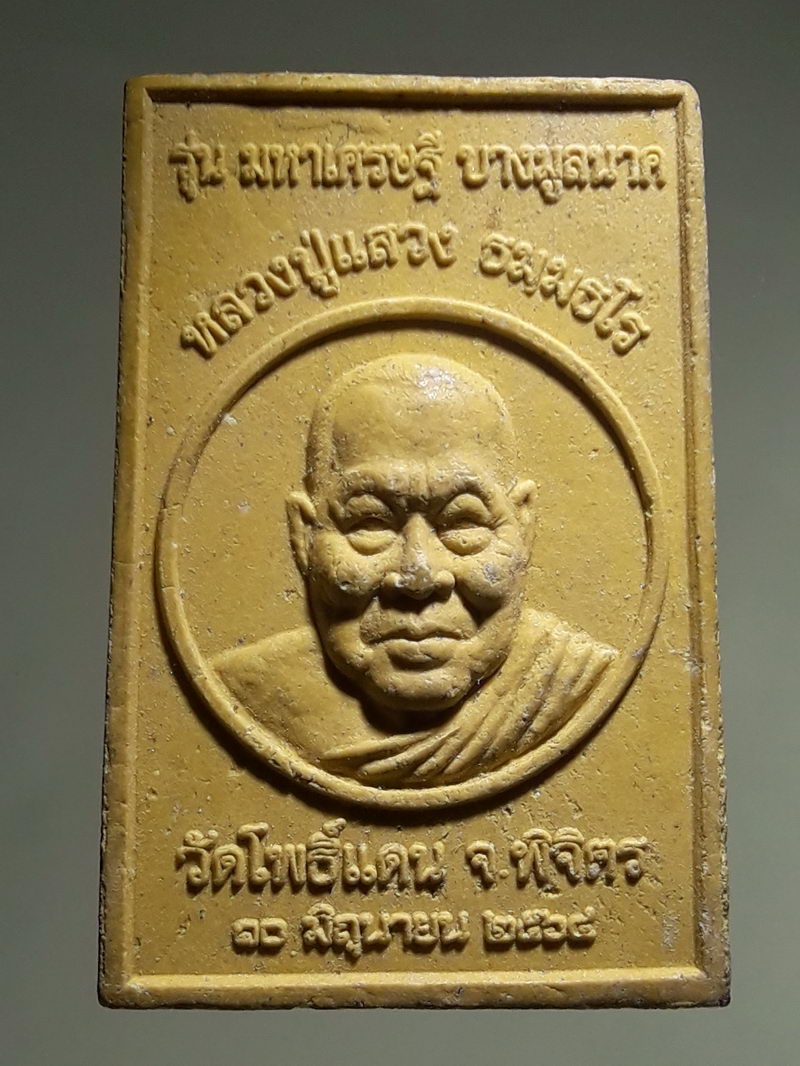 รุ่น มหาเศรษฐี บางมูลนาค
หลวงปู่แสวง ธมฺมธโร
วัดโพธิ์แดน จ.พิจิตร
๑๐ มิถุนายน ๒๕๖๕